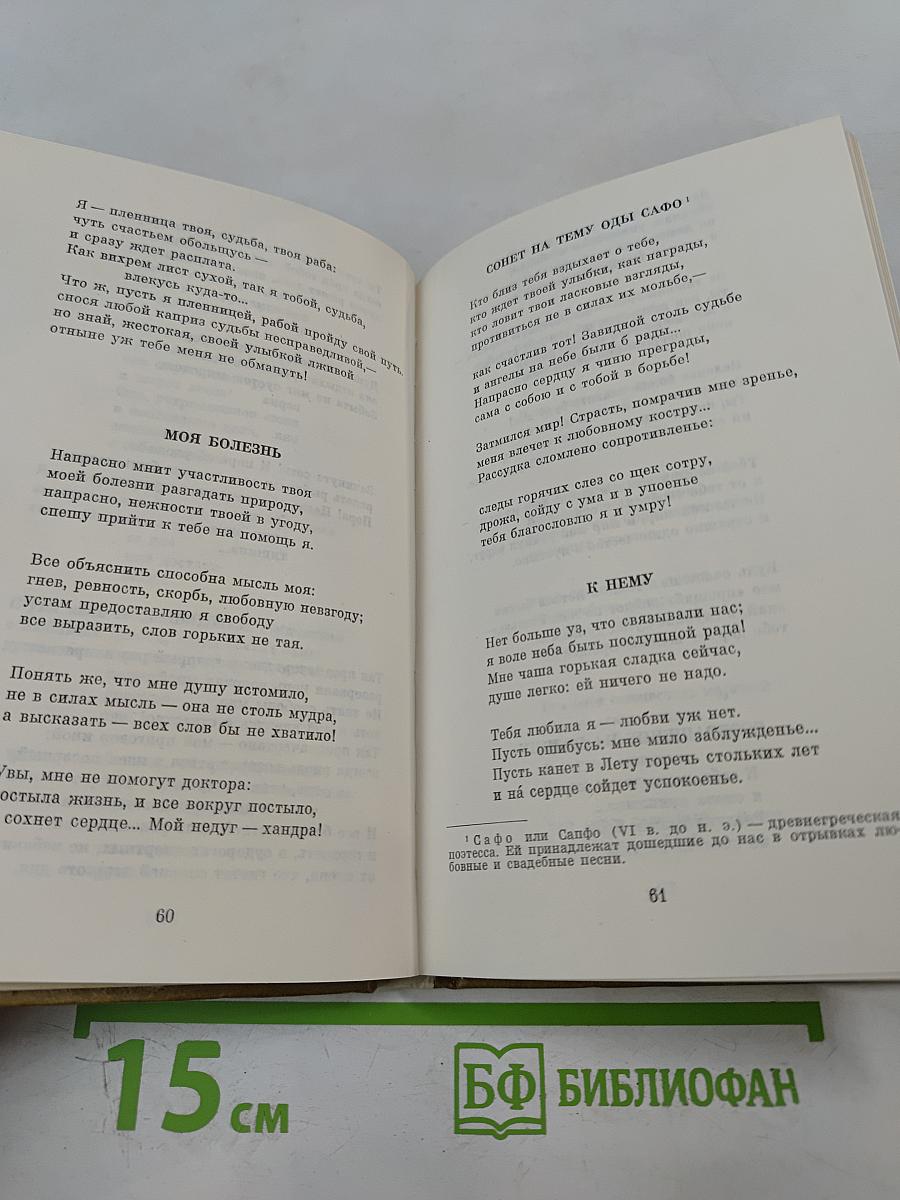 Я — пленница твоя, судьба, твоя раба:
чуть счастьем обольщусь —
и сразу ждет расплата.
Как вихрем лист сухой, так я тобой, судьба,
влекусь куда-то...
Что ж, пусть я пленницей, рабой пройду свой путь,
снося любой каприз судьбы несправедливой,—
но знай, жестокая, своей улыбкой лживой
отныне уж тебе меня не обмануть!
МОЯ БОЛЕЗНЬ
Напрасно мнит участливость твоя
моей болезни разгадать природу,
напрасно, нежности твоей в угоду,
спешу прийти к тебе на помощь я.
Все объяснить способна мысль моя:
гнев, ревность, скорбь, любовную невзгоду;
устам предоставляю я свободу
все выразить, слов горьких не тая.
Понять же, что мне душу истомило,
не в силах мысль — она не столь мудра,
а высказать — всех слов бы не хватило!
Увы, мне не помогут доктора:
остыла жизнь, и все вокруг постыло,
сохнет сердце... Мой недуг — хандра!
60
СОНЕТ НА ТЕМУ ОДЫ САФО ¹
Кто близ тебя вздыхает о тебе,
кто ждет твоей улыбки, как награды,
кто ловит твои ласковые взгляды,
противиться не в силах их мольбе,—
как счастлив тот! Завидной столь судьбе
и ангелы на небе были б рады...
Напрасно сердцу я чиню преграды,
сама с собою и с тобой в борьбе!
Затмился мир! Страсть, помрачив мне зренье,
меня влечет к любовному костру...
Рассудка сломлено сопротивленье:
следы горячих слез со щек сотру,
дрожа, сойду с ума и в упоенье
тебя благословлю я и умру!
К НЕМУ
Нет больше уз, что связывали нас;
я воле неба быть послушной рада!
Мне чаша горькая сладка сейчас,
душе легко: ей ничего не надо.
Тебя любила я — любви уж нет.
Пусть ошибусь: мне мило заблужденье...
Пусть канет в Лету горечь стольких лет
и нá сердце сойдет успокоенье.
¹ Сафо или Сапфо (VI в. до н. э.) — древнегреческая
поэтесса. Ей принадлежат дошедшие до нас в отрывках лю-
бовные и свадебные песни.
61
15 см
БФ БИБЛИОФАН